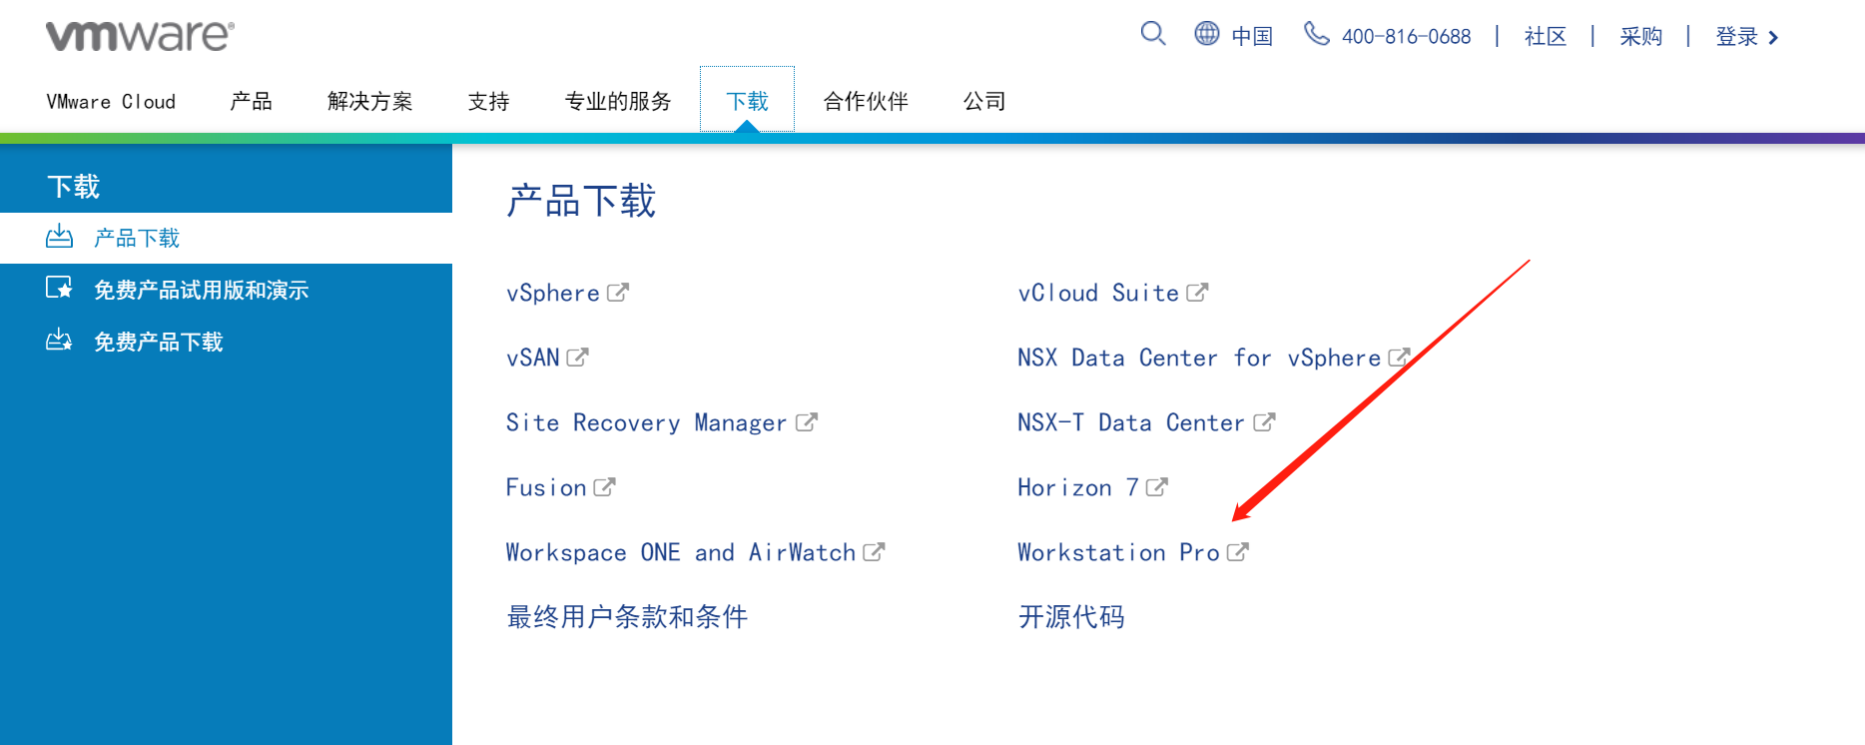 vmware®
中国 400-816-0688 | 社区 | 采购 | 登录
VMware Cloud 产品 解决方案 支持 专业的服务 下载 合作伙伴 公司
下载
产品下载
免费产品试用版和演示
免费产品下载
产品下载
vSphere vCloud Suite
vSAN NSX Data Center for vSphere
Site Recovery Manager NSX-T Data Center
Fusion Horizon 7
Workspace ONE and AirWatch Workstation Pro
最终用户条款和条件 开源代码